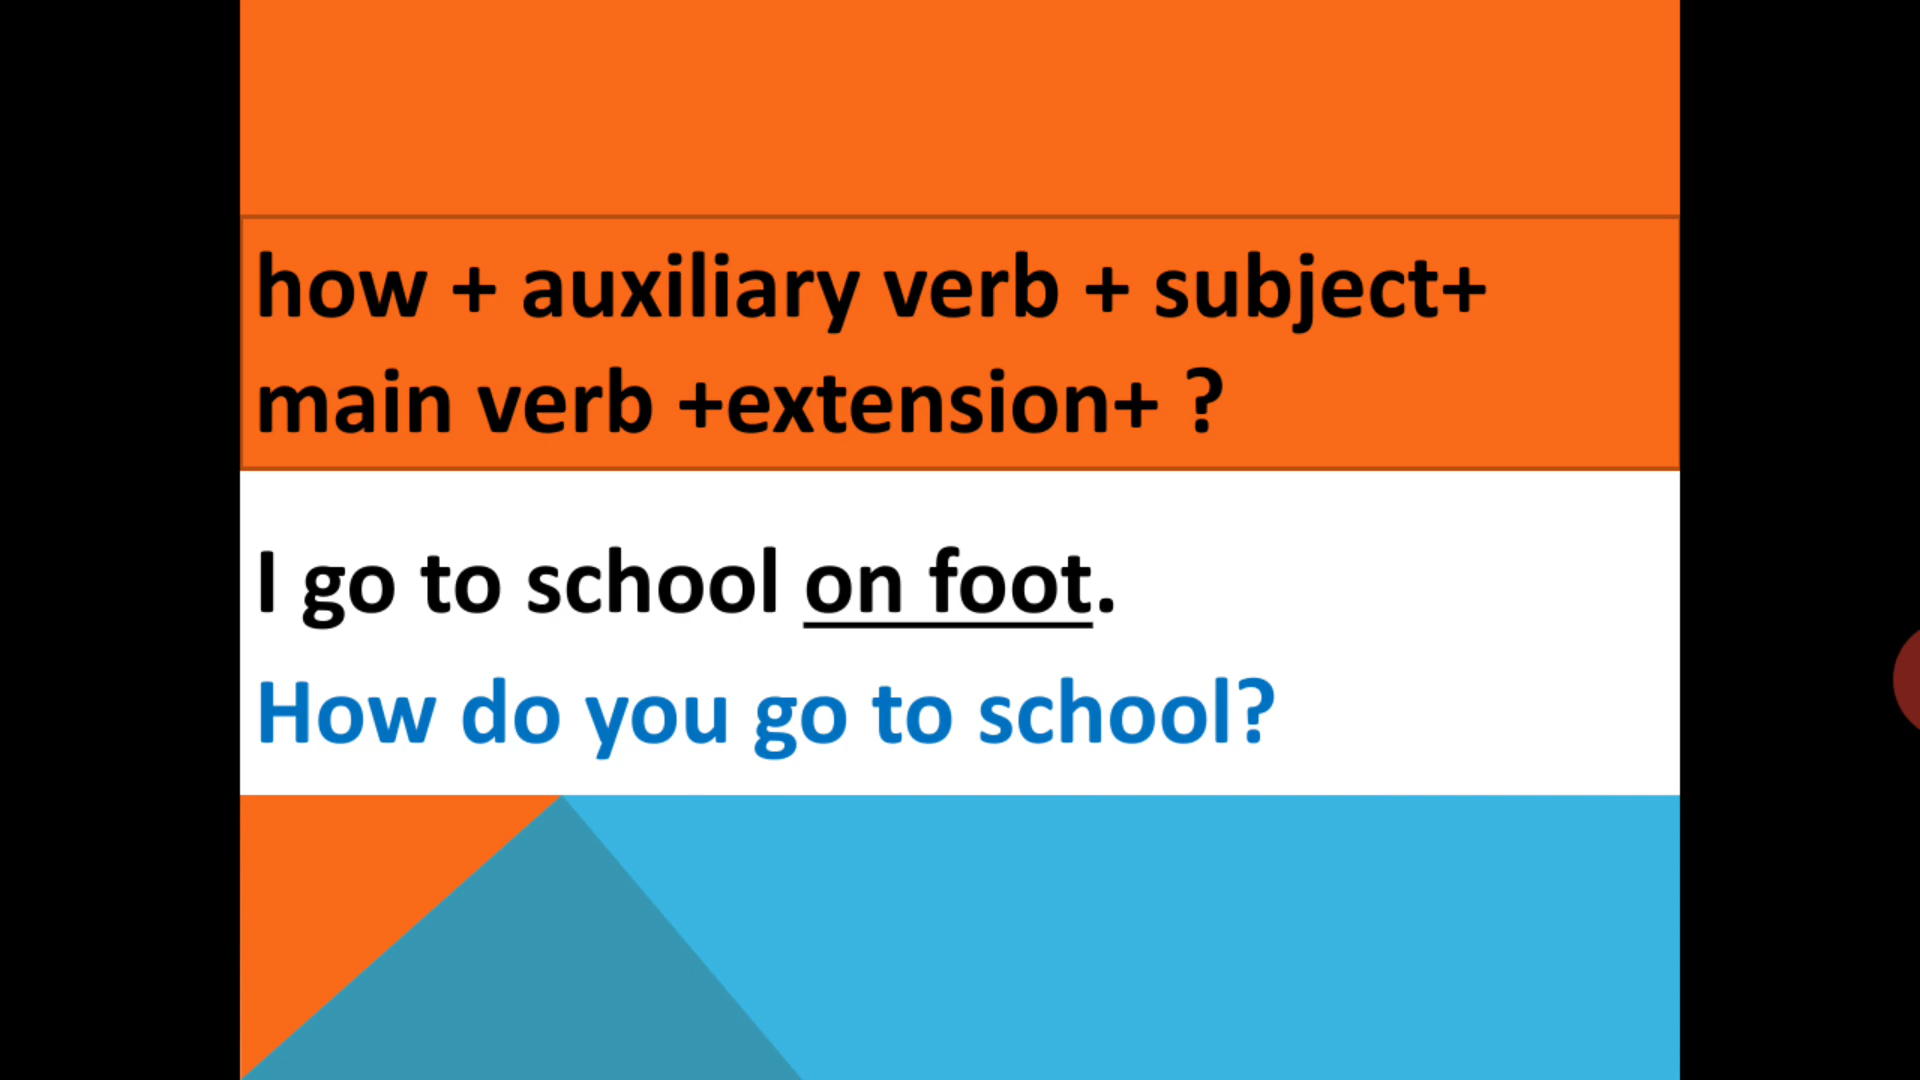 how + auxiliary verb + subject+
main verb +extension+ ?
I go to school on foot.
How do you go to school?